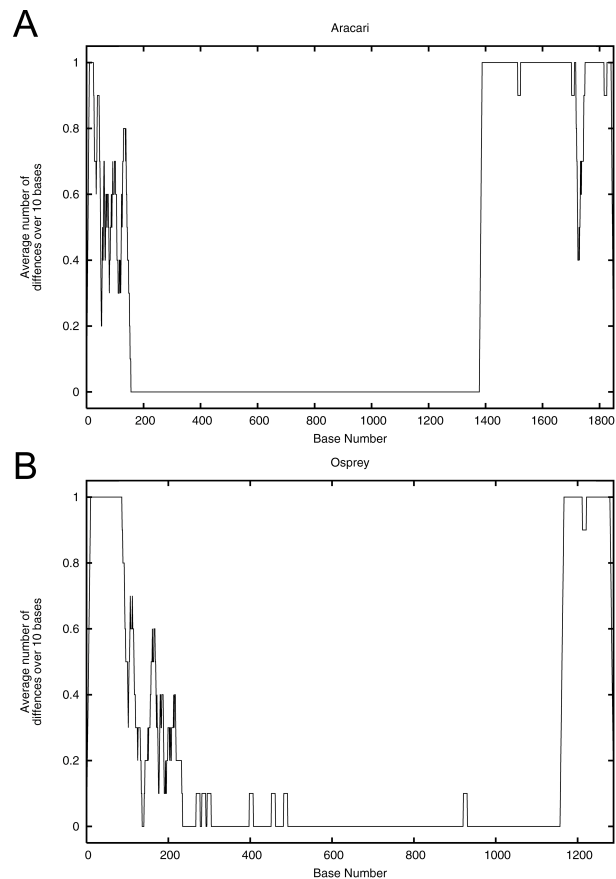 A
Aracari
1
0.8
0.6
0.4
0.2
0
Average number of
diffences over 10 bases
0 200 400 600 800 1000 1200 1400 1600 1800
Base Number
B
Osprey
1
0.8
0.6
0.4
0.2
0
Average number of
diffences over 10 bases
0 200 400 600 800 1000 1200
Base Number